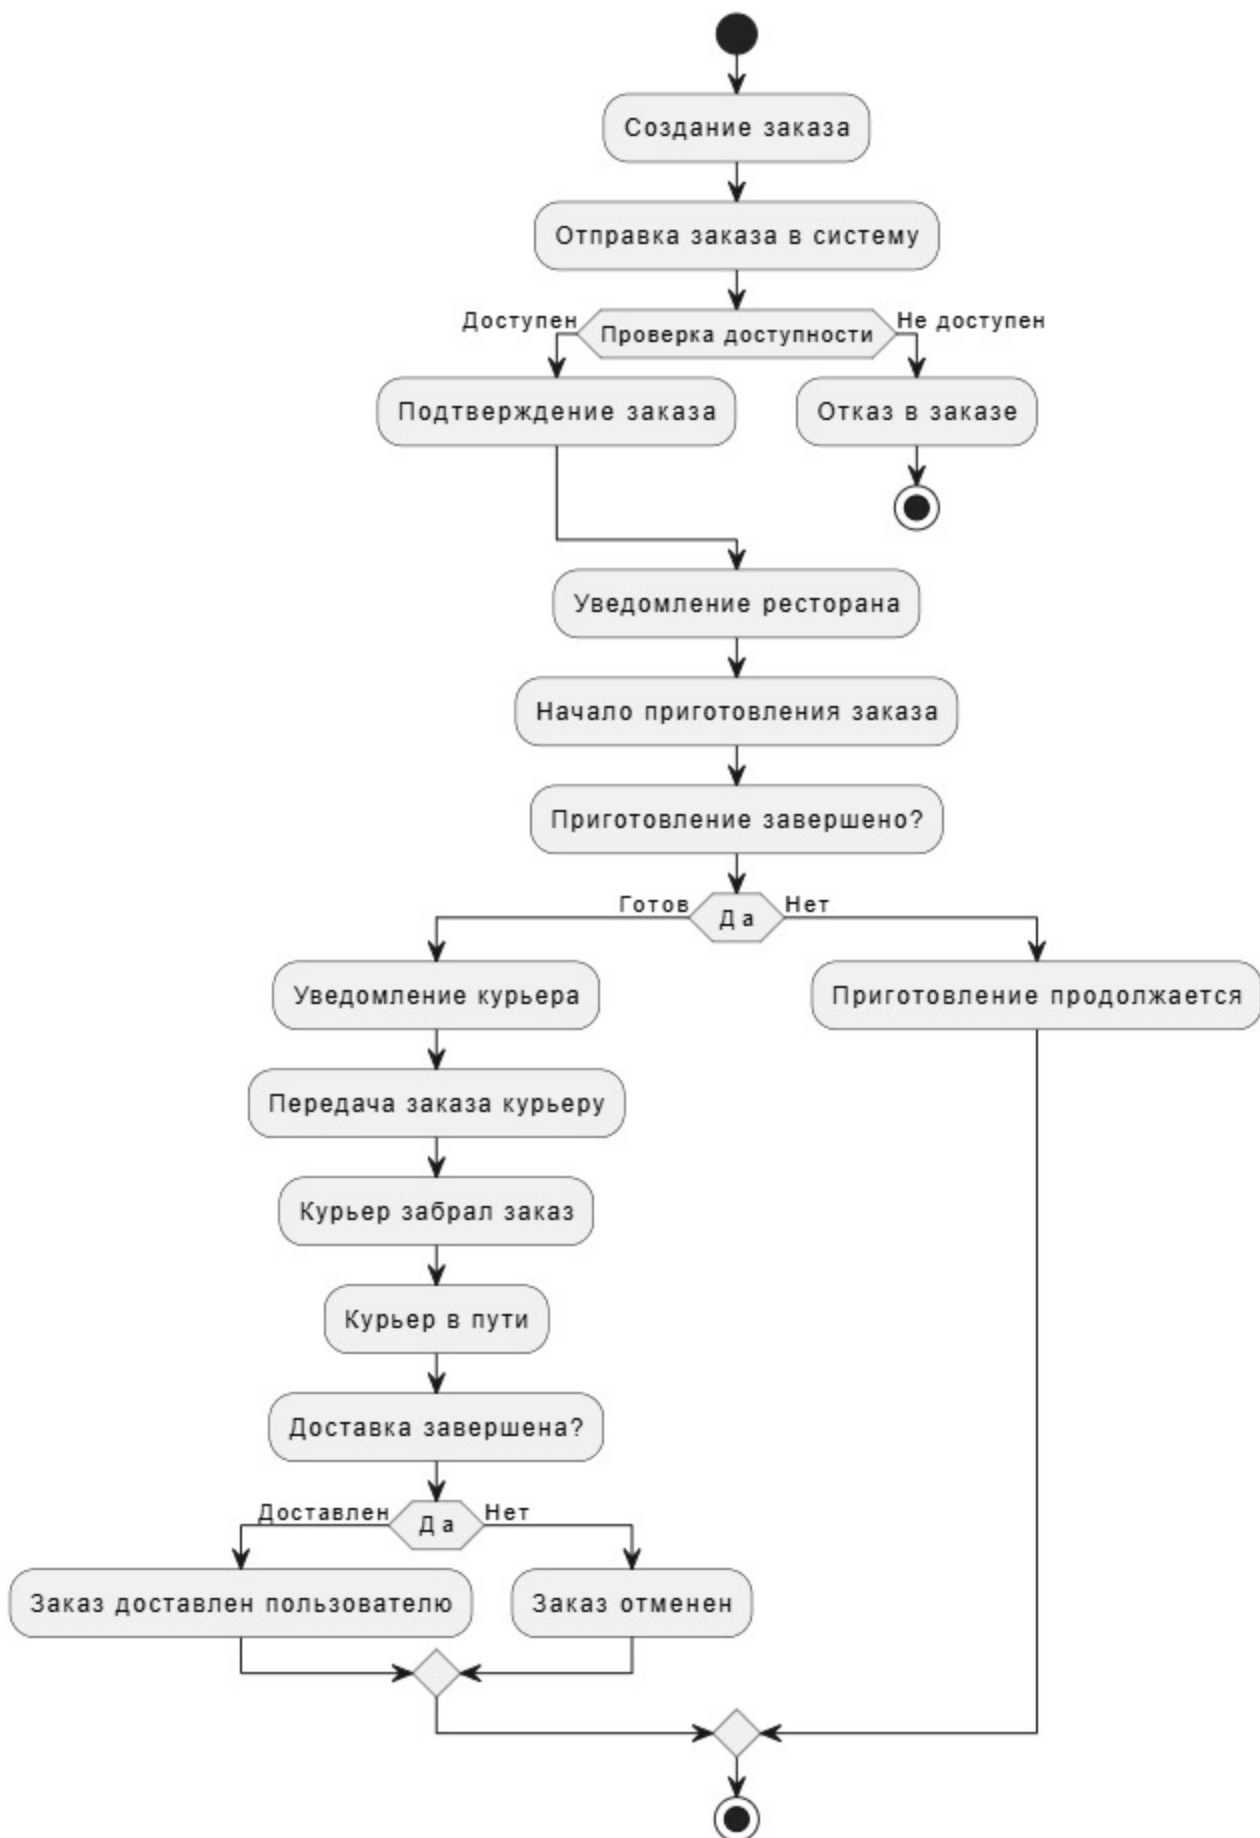 Создание заказа
Отправка заказа в систему
Доступен
Проверка доступности
Не доступен
Подтверждение заказа
Отказ в заказе
Уведомление ресторана
Начало приготовления заказа
Приготовление завершено?
Готов
Да
Нет
Уведомление курьера
Приготовление продолжается
Передача заказа курьеру
Курьер забрал заказ
Курьер в пути
Доставка завершена?
Доставлен
Да
Нет
Заказ доставлен пользователю
Заказ отменен